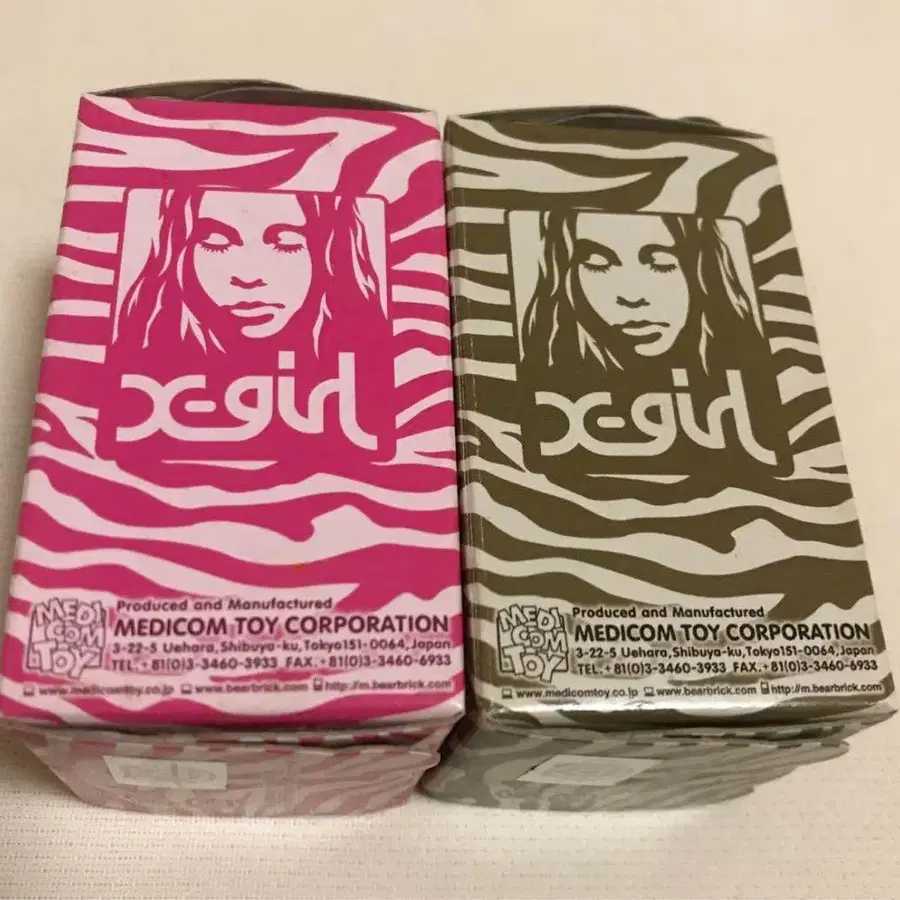 x-girl
MEDI
COM
TOY
Produced and Manufactured
MEDICOM TOY CORPORATION
3-22-5 Uehara,Shibuya-ku,Tokyo151-0064,Japan
TEL.+81(0)3-3460-3933 FAX.+81(0)3-3460-6933
www.medicomtoy.co.jp www.bearbrick.com http://m.bearbrick.com
x-girl
MEDI
COM
TOY
Produced and Manufactured
MEDICOM TOY CORPORATION
3-22-5 Uehara,Shibuya-ku,Tokyo151-0064,Japan
TEL.+81(0)3-3460-3933 FAX.+81(0)3-3460-6933
www.medicomtoy.co.jp www.bearbrick.com http://m.bearbrick.com